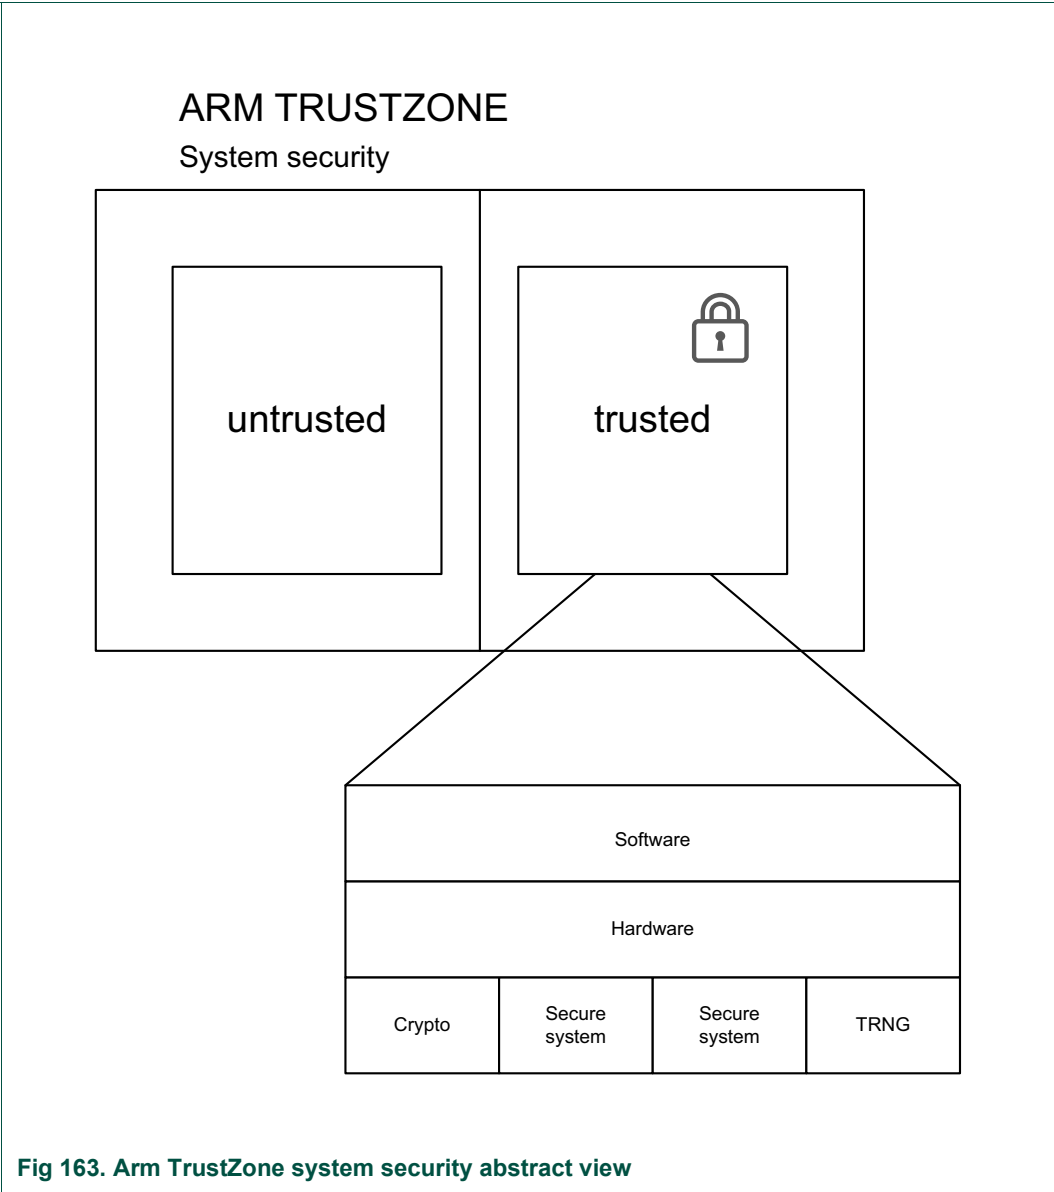 ARM TRUSTZONE
System security
untrusted
trusted
Software
Hardware
Crypto
Secure
system
Secure
system
TRNG
Fig 163. Arm TrustZone system security abstract view